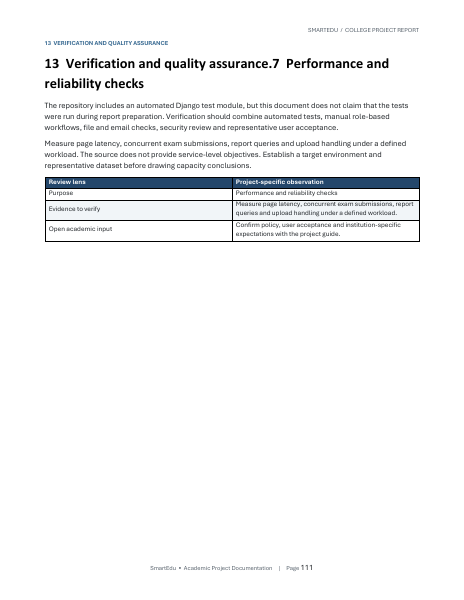 SMARTEDU / COLLEGE PROJECT REPORT
13 VERIFICATION AND QUALITY ASSURANCE
13 Verification and quality assurance.7 Performance and
reliability checks
The repository includes an automated Django test module, but this document does not claim that the tests
were run during report preparation. Verification should combine automated tests, manual role-based
workflows, file and email checks, security review and representative user acceptance.
Measure page latency, concurrent exam submissions, report queries and upload handling under a defined
workload. The source does not provide service-level objectives. Establish a target environment and
representative dataset before drawing capacity conclusions.
Review lens Project-specific observation
Purpose Performance and reliability checks
Evidence to verify Measure page latency, concurrent exam submissions, report
queries and upload handling under a defined workload.
Open academic input Confirm policy, user acceptance and institution-specific
expectations with the project guide.
SmartEdu • Academic Project Documentation | Page 111